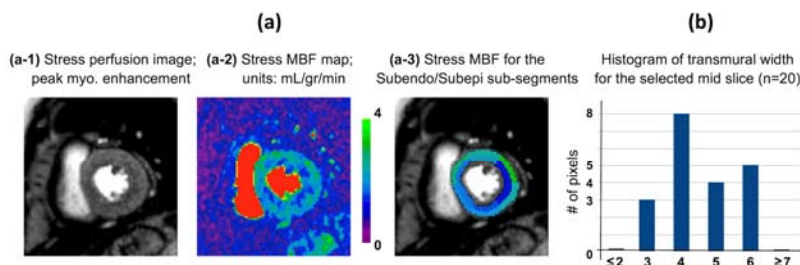 (a)
(b)
(a-1) Stress perfusion image;
peak myo. enhancement
(a-2) Stress MBF map;
units: mL/gr/min
(a-3) Stress MBF for the
Subendo/Subepi sub-segments
Histogram of transmural width
for the selected mid slice (n=20)
4
0
# of pixels
8
5
4
3
0
≤2 3 4 5 6 ≥7